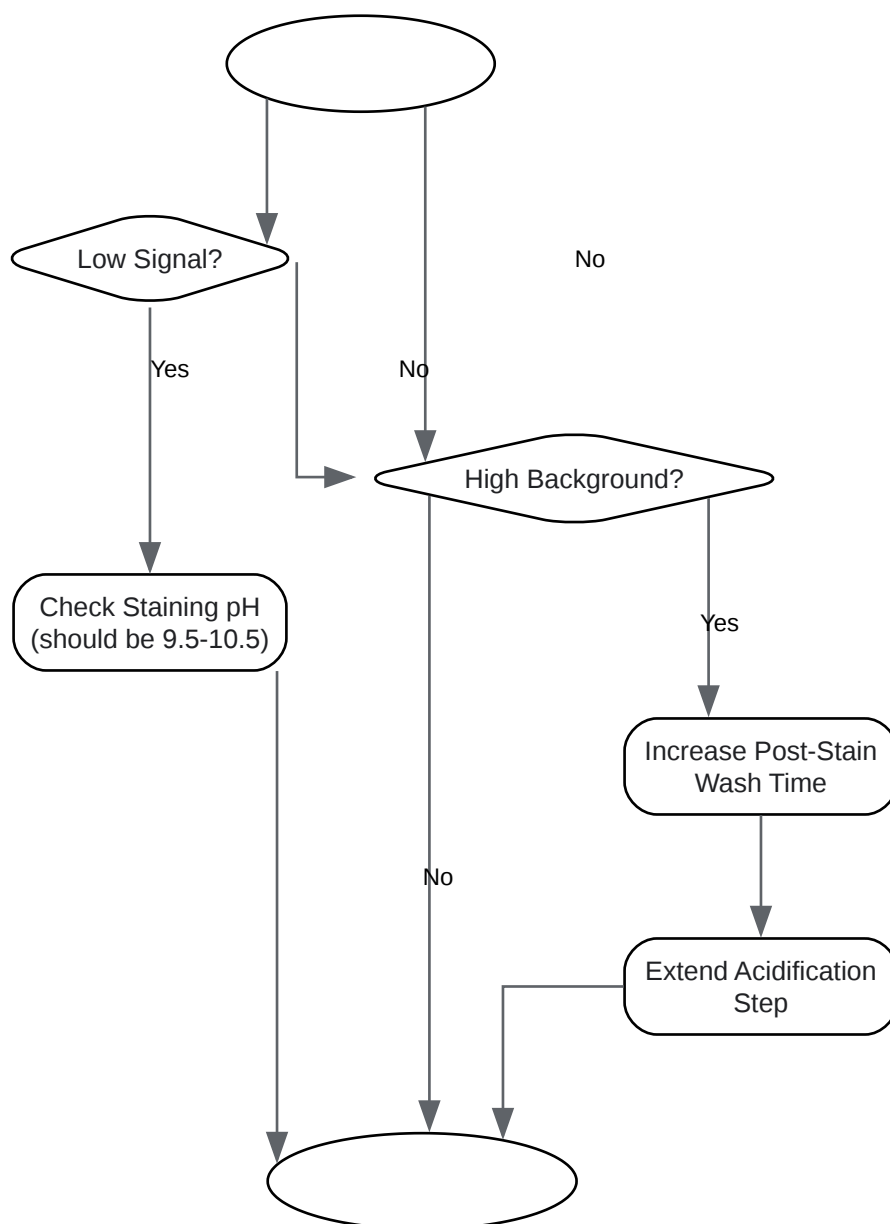 Low Signal?
No
Yes
No
High Background?
Check Staining pH
(should be 9.5-10.5)
Yes
Increase Post-Stain
Wash Time
No
Extend Acidification
Step